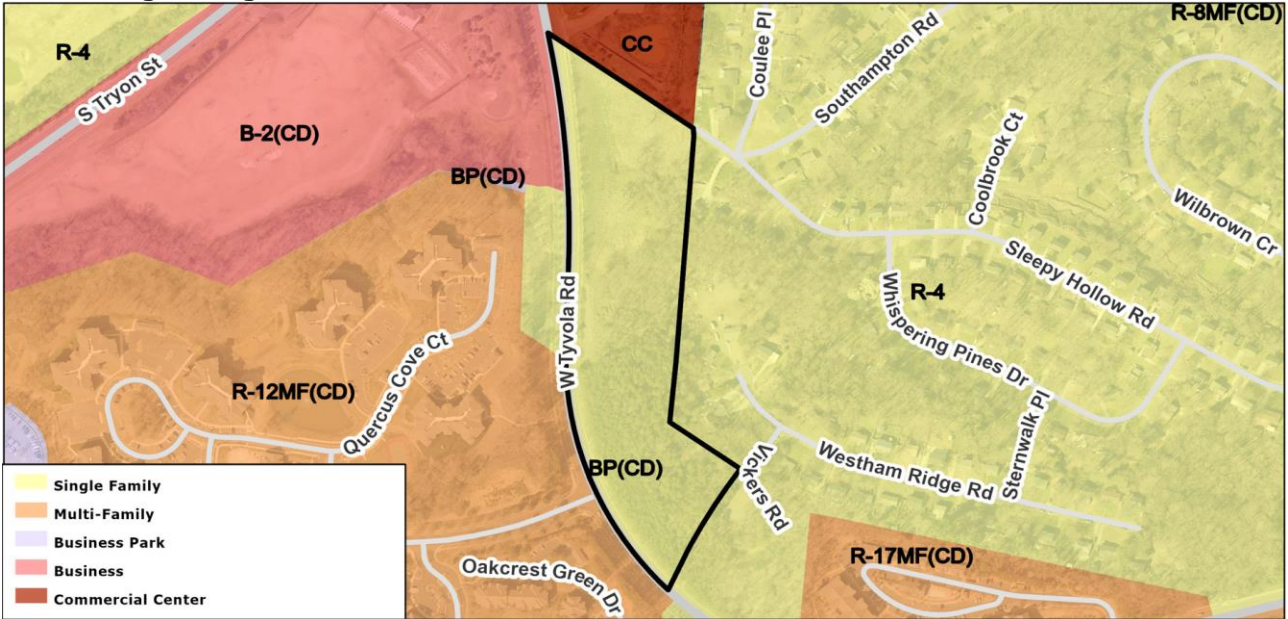 R-8MF(CD)
CC
R-4
S Tryon St
Coulee Pl
Southampton Rd
B-2(CD)
Coolbrook Ct
BP(CD)
Wilbrown Cr
Sleepy Hollow Rd
W Tyvola Rd
R-4
Whispering Pines Dr
Quercus Cove Ct
R-12MF(CD)
Sternwalk Pl
BP(CD)
Vickers Rd
Westham Ridge Rd
R-17MF(CD)
Oakcrest Green Dr
Single Family
Multi-Family
Business Park
Business
Commercial Center